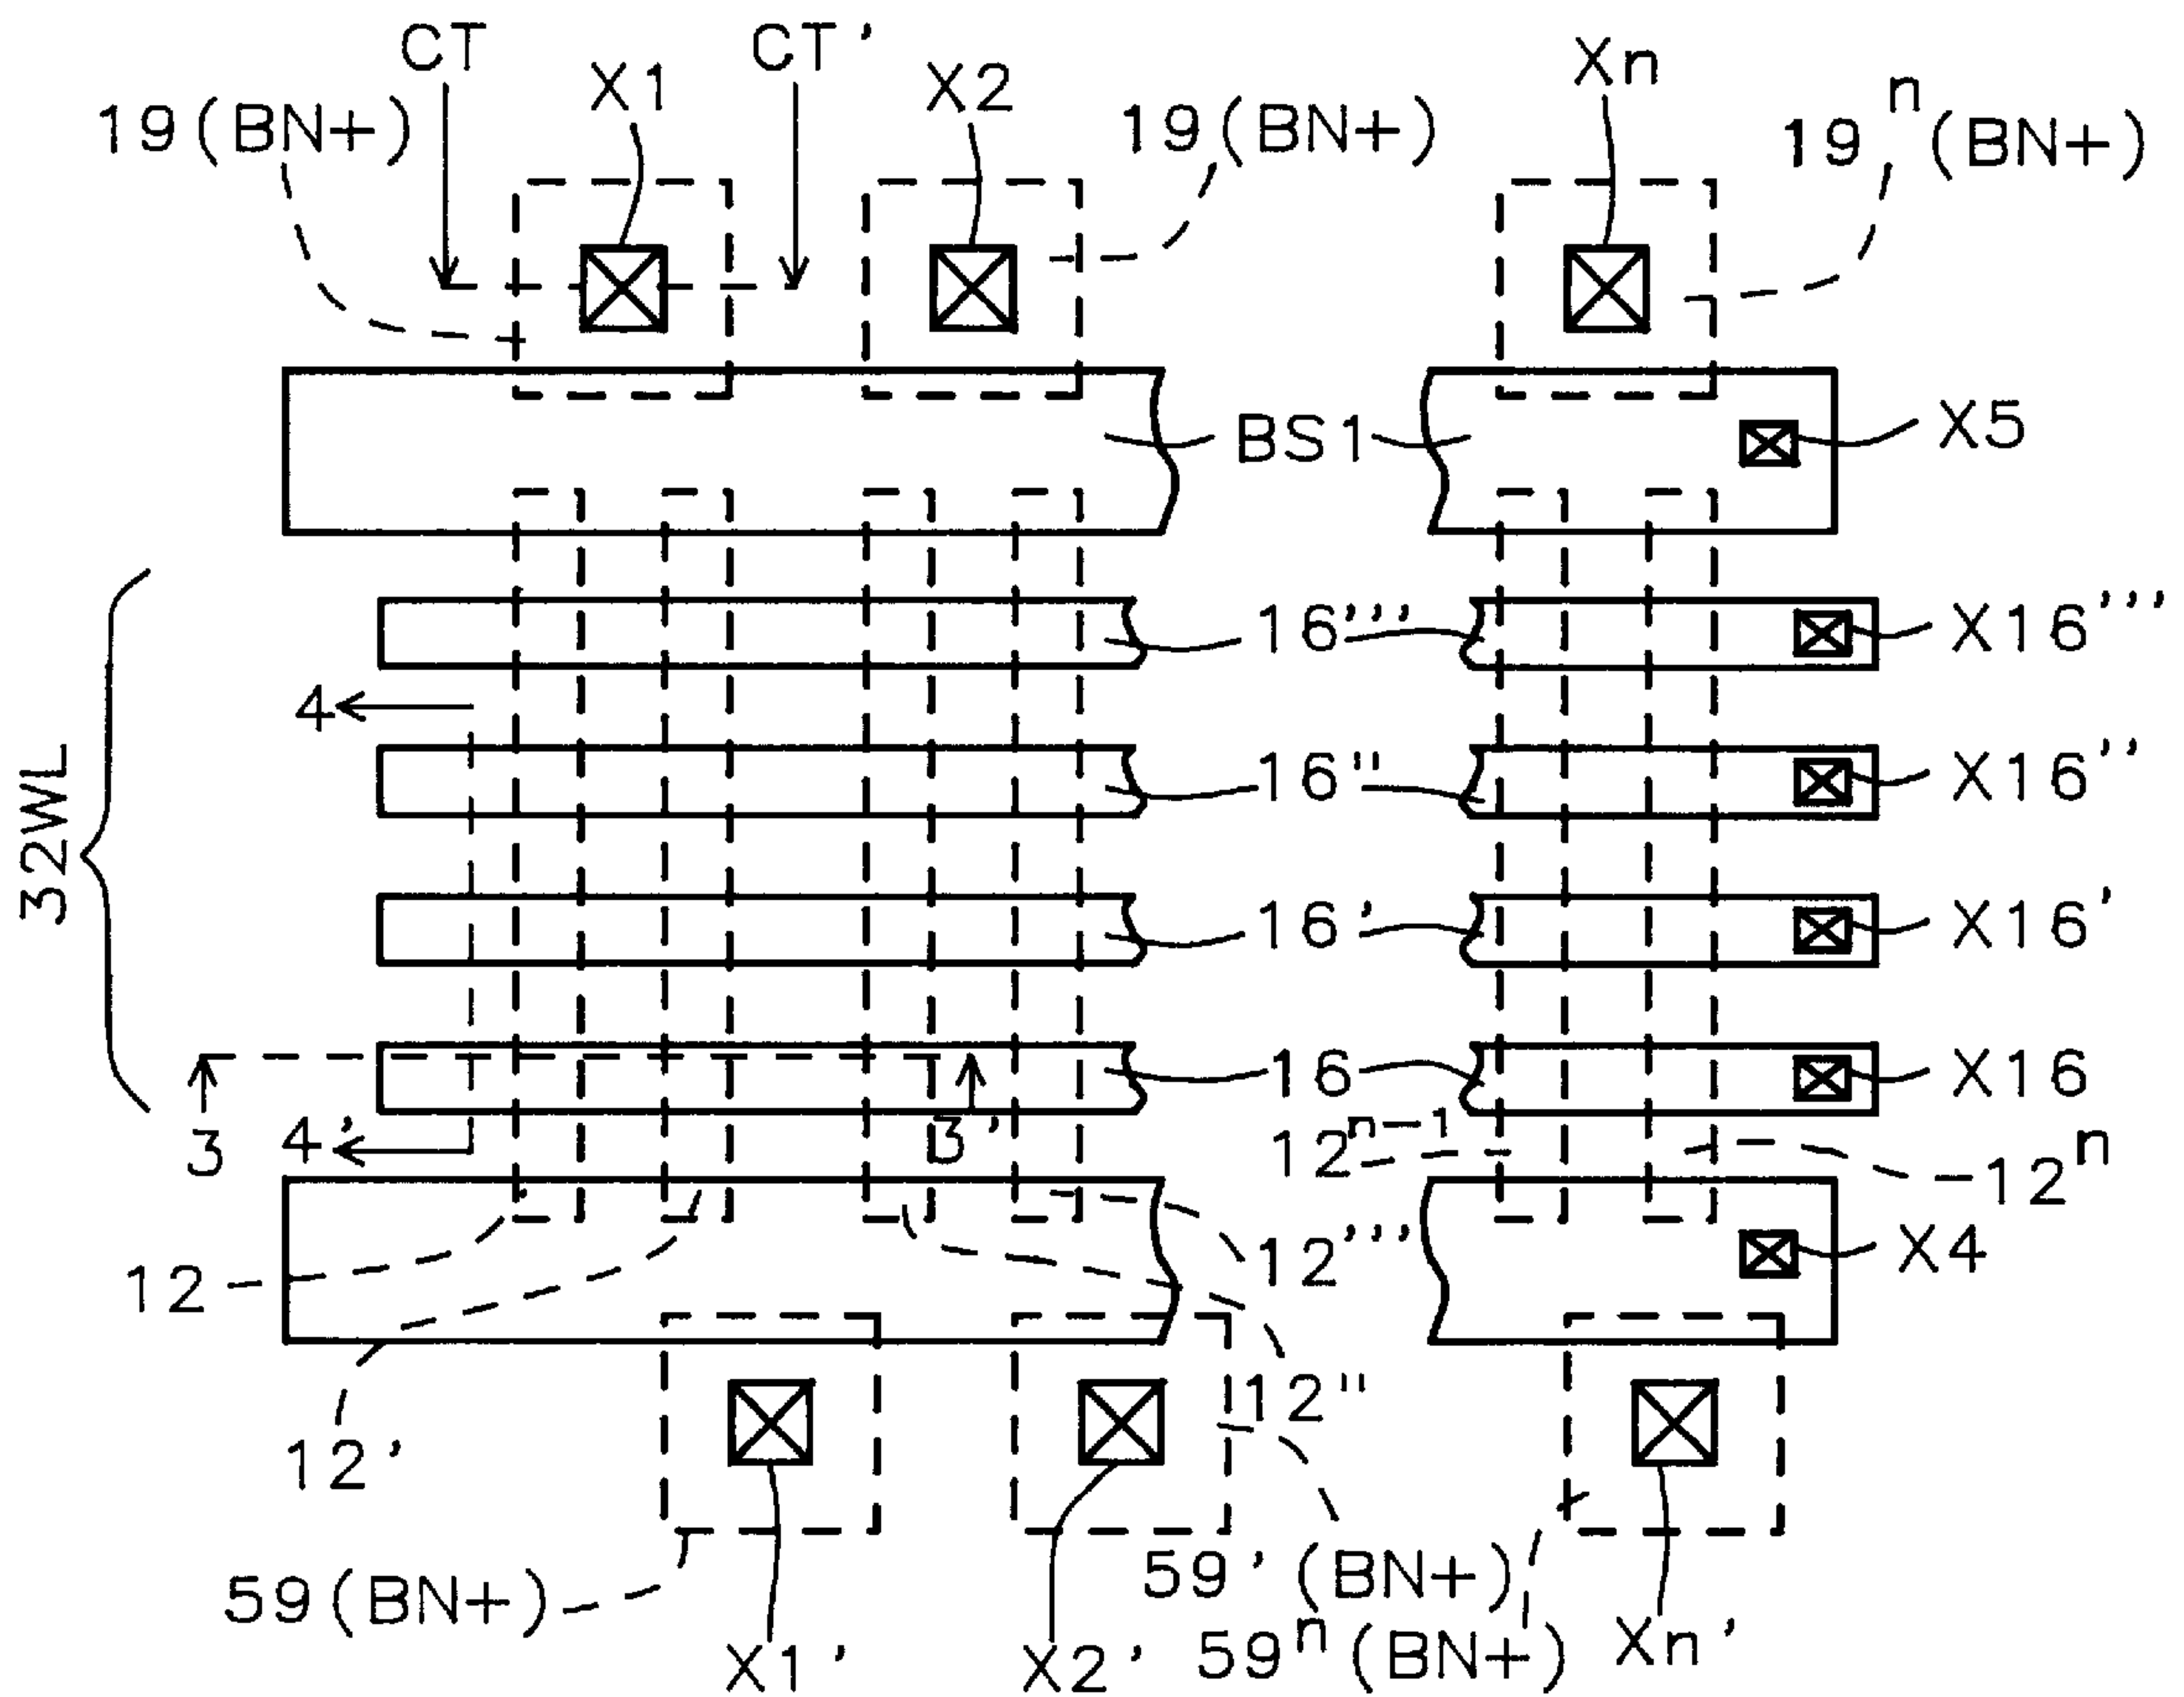 CT
CT'
X1
X2
Xn
19(BN+)
19(BN+)
19ⁿ(BN+)
BS1
X5
16'''
X16'''
4
32WL
16"
X16''
16'
X16'
16
X16
3
4'
3'
12ⁿ⁻¹
12ⁿ
12
12'''
X4
12"
12'
59(BN+)
59'(BN+)
59ⁿ(BN+)
X1'
X2'
Xn'